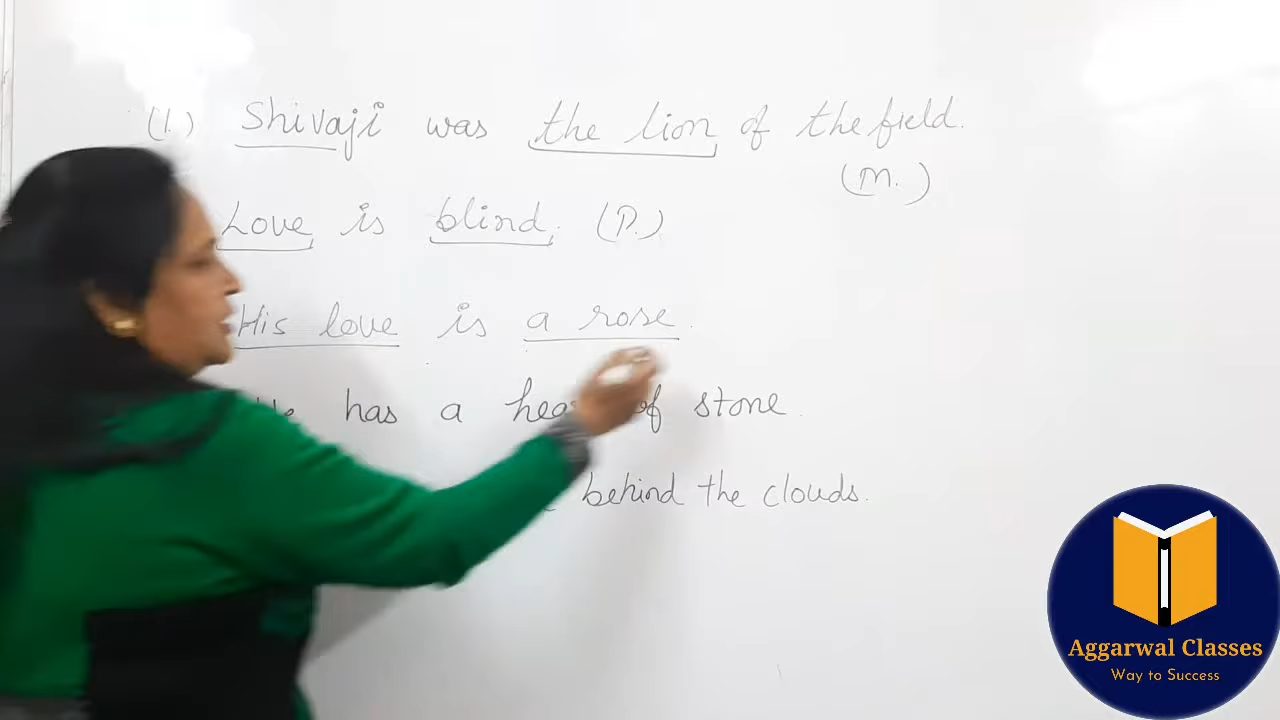 (1.) Shivaji was the lion of the field.
(M.)
Love is blind. (P.)
His love is a rose.
has a of stone.
behind the clouds.
Aggarwal Classes
Way to Success